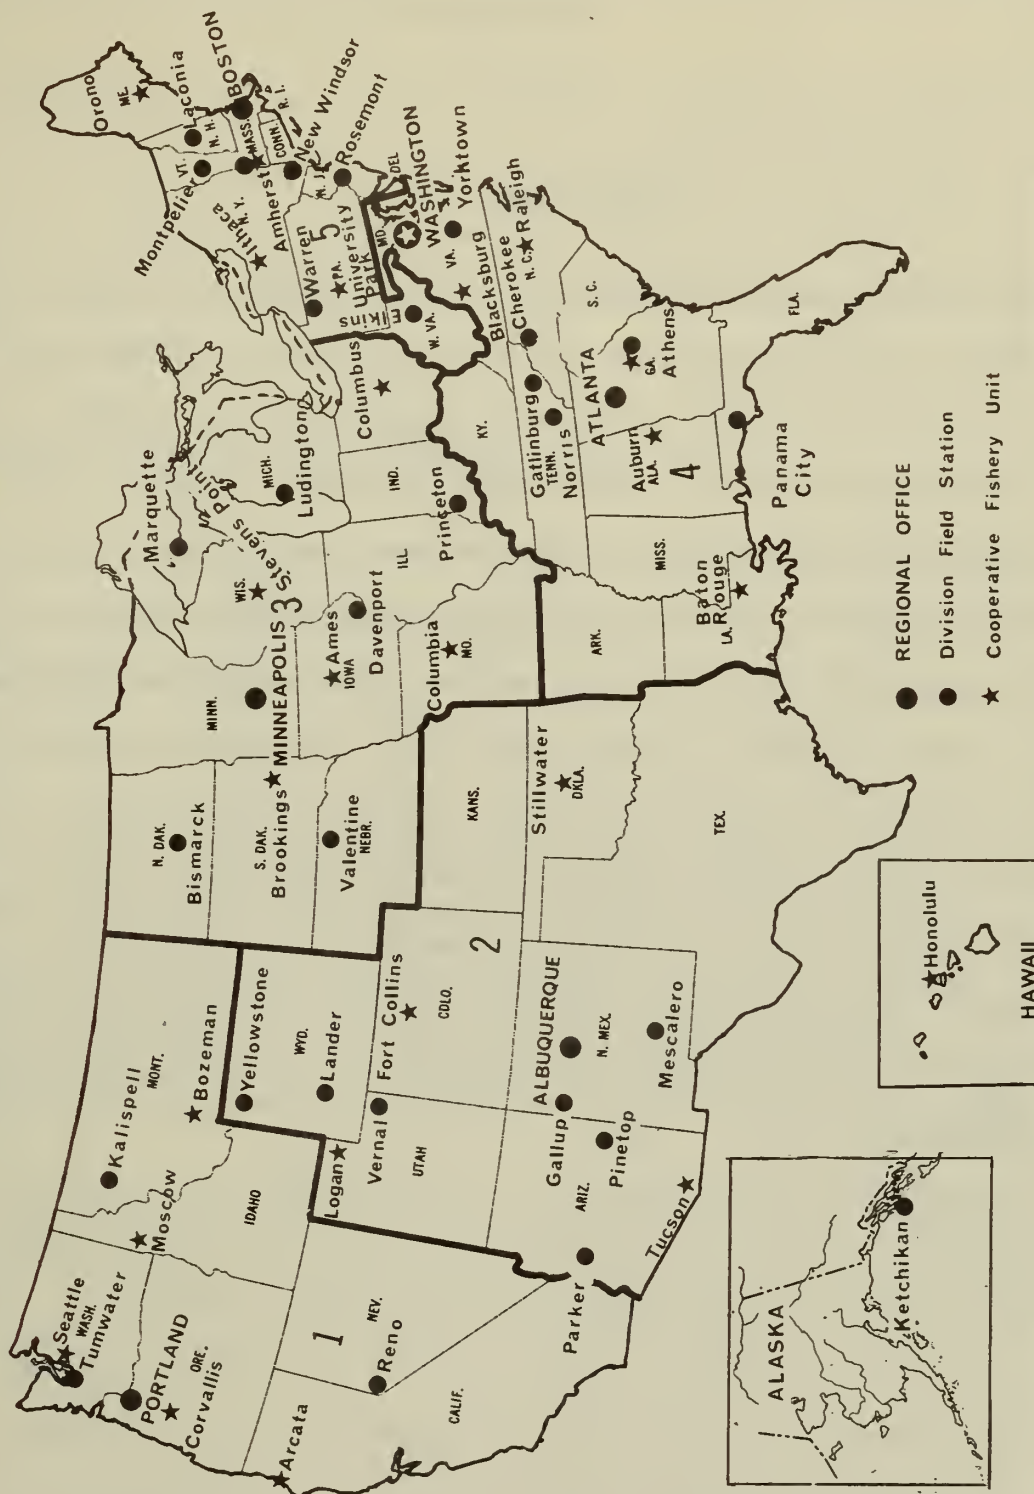 Seattle
WASH.
Tumwater
PORTLAND
ORE.
Corvallis
Arcata
CALIF.
NEV.
Reno
1
Moscow
IDAHO
Kalispell
MONT.
Bozeman
Yellowstone
WYO.
Lander
Logan
Vernal
UTAH
Fort Collins
COLO.
2
ALBUQUERQUE
N. MEX.
Mescalero
Gallup
Pinetop
ARIZ.
Parker
Tucson
N. DAK.
Bismarck
S. DAK.
Brookings
Valentine
NEBR.
KANS.
Stillwater
OKLA.
TEX.
MINN.
MINNEAPOLIS
3
WIS.
Stevens Point
Marquette
MICH.
Ludington
Ames
IOWA
Davenport
ILL.
Columbia
MO.
IND.
Princeton
Columbus
KY.
ARK.
LA.
Baton
Rouge
MISS.
Auburn
ALA.
4
ATLANTA
GA.
Athens
Panama
City
FLA.
S. C.
Gatlinburg
TENN.
Norris
Cherokee
N. C.
Raleigh
Blacksburg
VA.
Yorktown
W. VA.
Elkins
WASHINGTON
MD.
DEL
University
Park
PA.
5
Warren
Rosemont
N. J.
New Windsor
Ithaca
N. Y.
Amherst
CONN.
R. I.
MASS.
BOSTON
Montpelier
VT.
N. H.
Laconia
Orono
ME.
ALASKA
Ketchikan
Honolulu
HAWAII
REGIONAL OFFICE
Division Field Station
Cooperative Fishery Unit